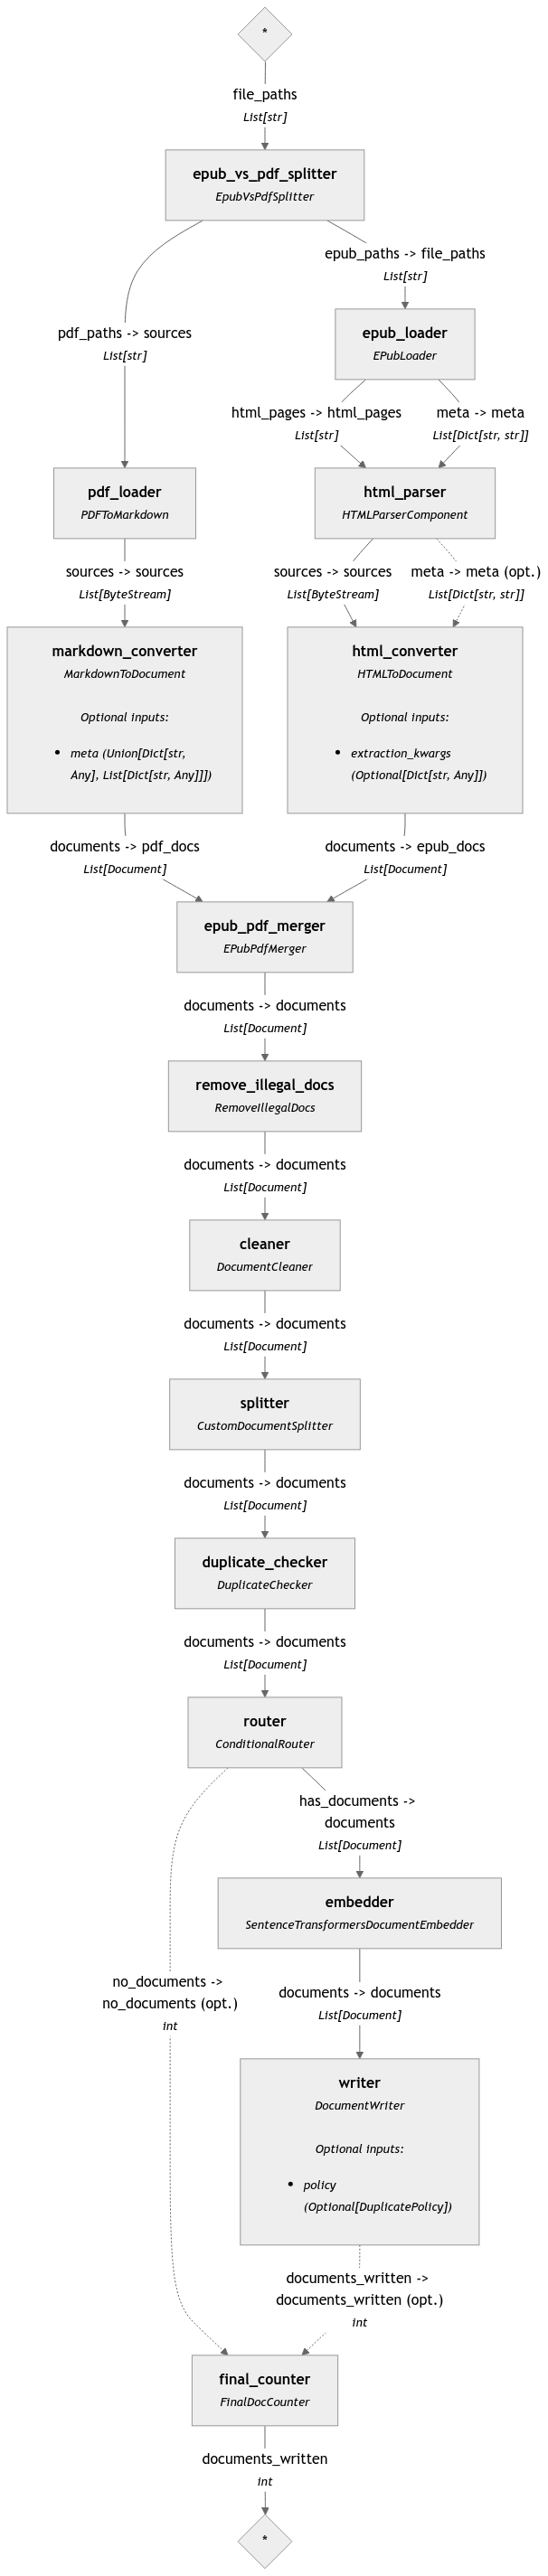 *
file_paths
List[str]
epub_vs_pdf_splitter
EpubVsPdfSplitter
epub_paths -> file_paths
List[str]
pdf_paths -> sources
List[str]
epub_loader
EPubLoader
html_pages -> html_pages
List[str]
meta -> meta
List[Dict[str, str]]
pdf_loader
PDFToMarkdown
html_parser
HTMLParserComponent
sources -> sources
List[ByteStream]
sources -> sources
List[ByteStream]
meta -> meta (opt.)
List[Dict[str, str]]
markdown_converter
MarkdownToDocument
Optional inputs:
• meta (Union[Dict[str,
Any], List[Dict[str, Any]]])
html_converter
HTMLToDocument
Optional inputs:
• extraction_kwargs
(Optional[Dict[str, Any]])
documents -> pdf_docs
List[Document]
documents -> epub_docs
List[Document]
epub_pdf_merger
EPubPdfMerger
documents -> documents
List[Document]
remove_illegal_docs
RemoveIllegalDocs
documents -> documents
List[Document]
cleaner
DocumentCleaner
documents -> documents
List[Document]
splitter
CustomDocumentSplitter
documents -> documents
List[Document]
duplicate_checker
DuplicateChecker
documents -> documents
List[Document]
router
ConditionalRouter
has_documents ->
documents
List[Document]
embedder
SentenceTransformersDocumentEmbedder
no_documents ->
no_documents (opt.)
int
documents -> documents
List[Document]
writer
DocumentWriter
Optional inputs:
• policy
(Optional[DuplicatePolicy])
documents_written ->
documents_written (opt.)
int
final_counter
FinalDocCounter
documents_written
int
*